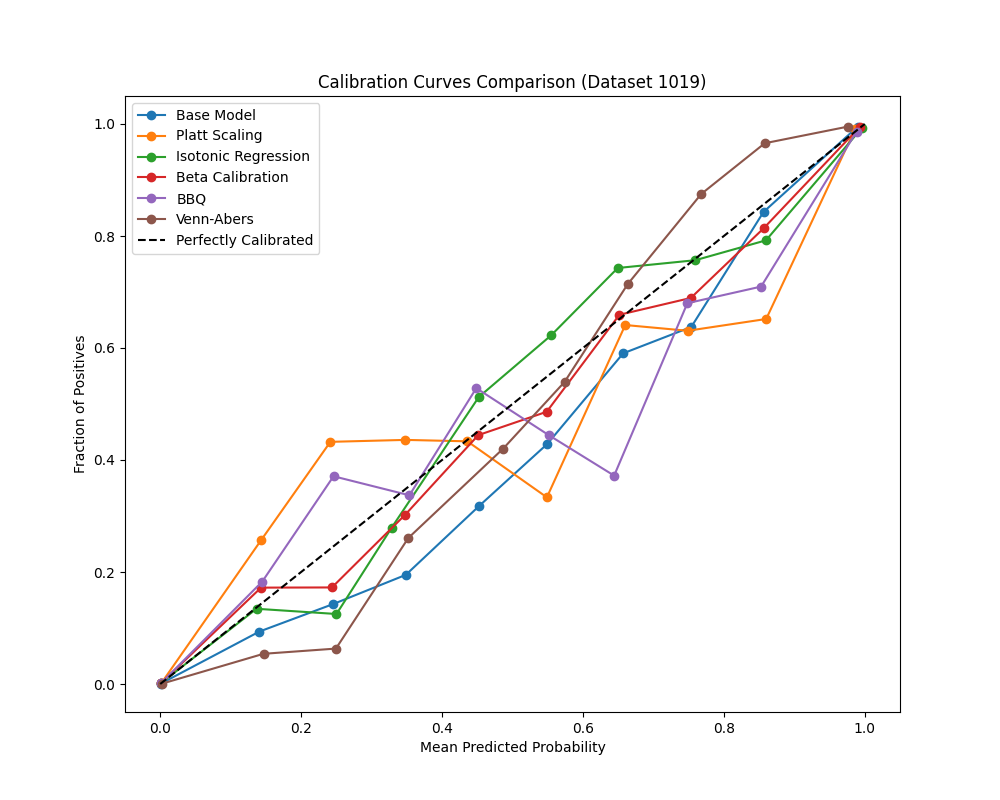 Calibration Curves Comparison (Dataset 1019)
Base Model
Platt Scaling
Isotonic Regression
Beta Calibration
BBQ
Venn-Abers
Perfectly Calibrated
Fraction of Positives
1.0
0.8
0.6
0.4
0.2
0.0
0.0 0.2 0.4 0.6 0.8 1.0
Mean Predicted Probability